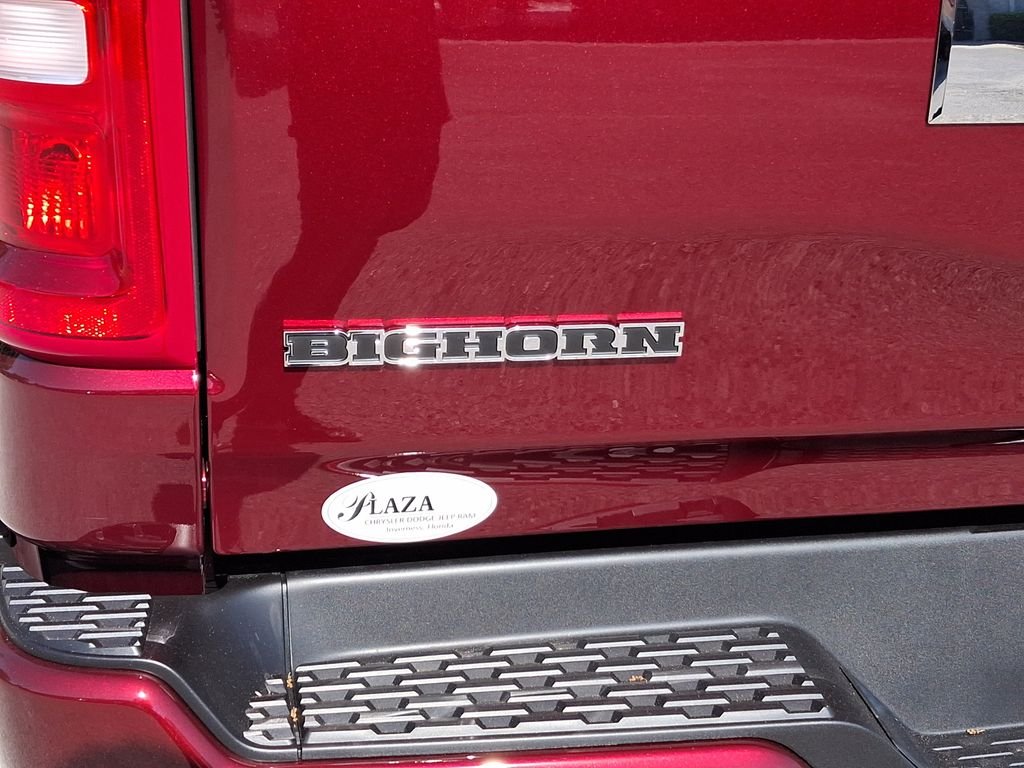 BIGHORN
PLAZA
CHRYSLER DODGE JEEP RAM
Inverness, Florida